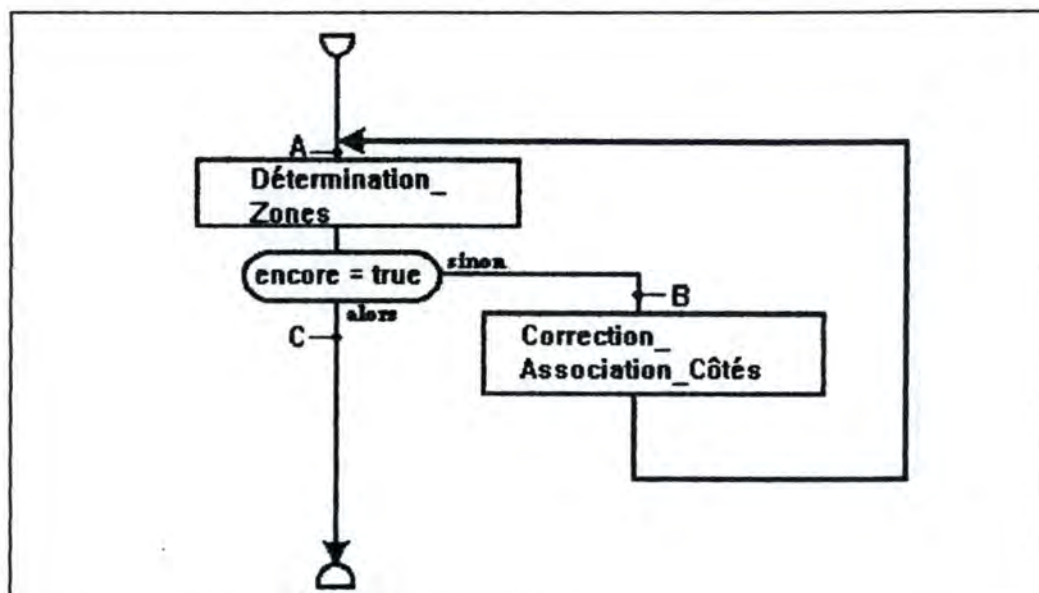 A
Détermination_
Zones
encore = true
sinon
alors
B
C
Correction_
Association_Côtés